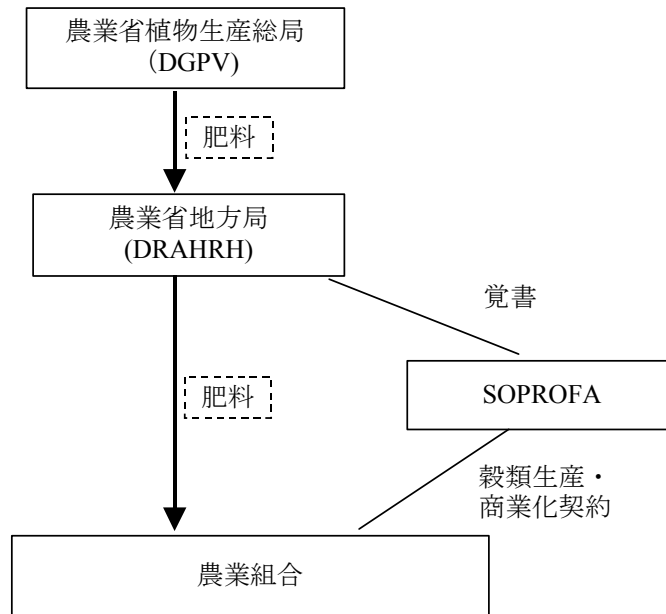 農業省植物生産総局
（DGPV)
肥料
農業省地方局
(DRAHRH)
覚書
肥料
SOPROFA
穀類生産・
商業化契約
農業組合